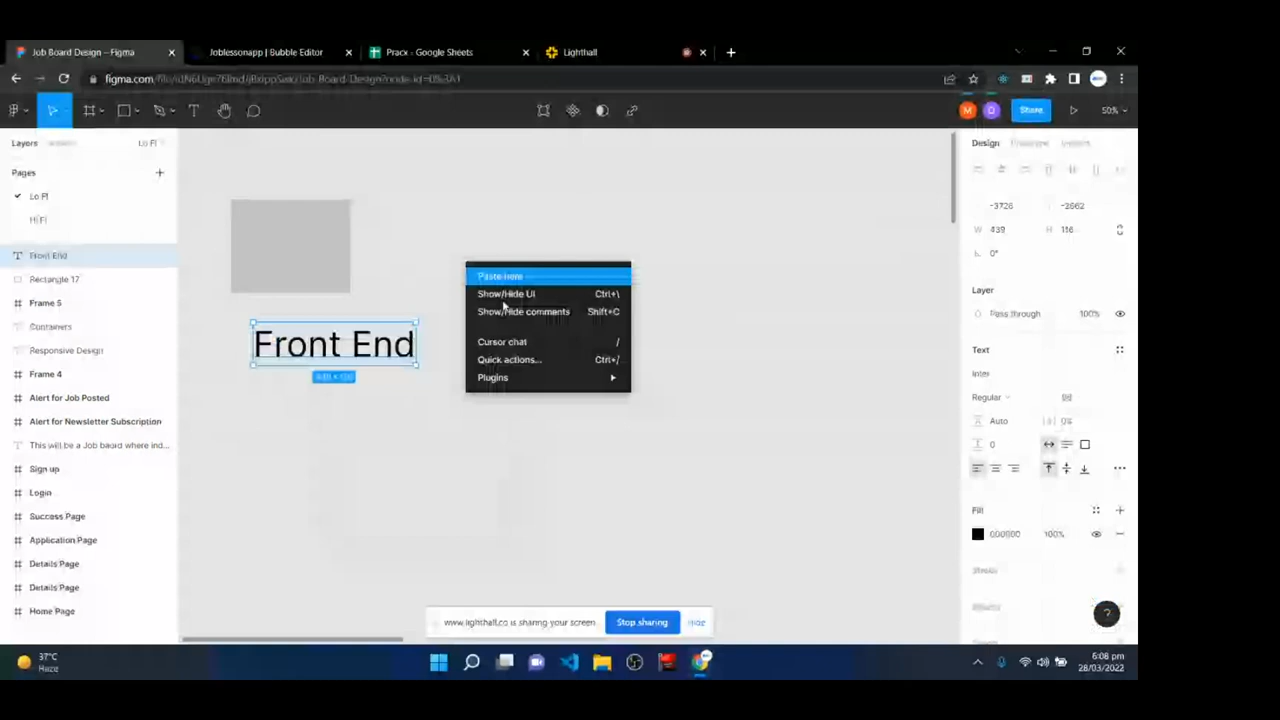 Job Board Design – Figma
Joblessonapp | Bubble Editor
Pracx - Google Sheets
Lighthall
Share
50%
Layers
Lo FI
Design
Pages
Lo FI
Hi FI
Front End
Rectangle 17
Frame 5
Containers
Responsive Design
Frame 4
Alert for Job Posted
Alert for Newsletter Subscription
This will be a Job board where ind...
Sign up
Login
Success Page
Application Page
Details Page
Details Page
Home Page
Front End
Paste here
Show/Hide UI Ctrl+\
Show/Hide comments Shift+C
Cursor chat /
Quick actions... Ctrl+/
Plugins
-3726
-2662
W 439
H 116
0°
Layer
Pass through 100%
Text
Inter
Regular
Auto
0%
0
Fill
000000 100%
Stroke
Effects
www.lighthall.co is sharing your screen.
Stop sharing
Hide
37°C
Haze
6:08 pm
28/03/2022